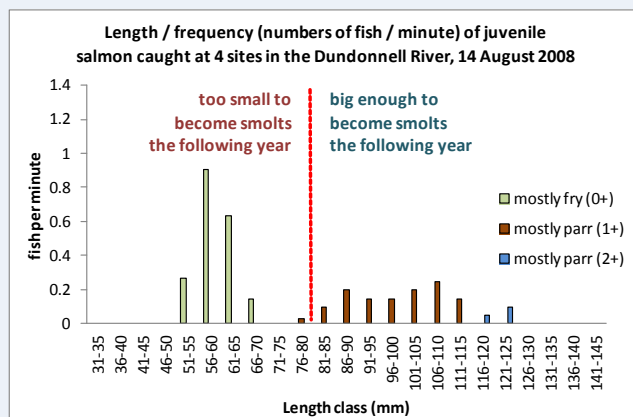 Length / frequency (numbers of fish / minute) of juvenile
salmon caught at 4 sites in the Dundonnell River, 14 August 2008
too small to
become smolts
the following year
big enough to
become smolts
the following year
fish per minute
1.4
1.2
1
0.8
0.6
0.4
0.2
0
mostly fry (0+)
mostly parr (1+)
mostly parr (2+)
31-35
36-40
41-45
46-50
51-55
56-60
61-65
66-70
71-75
76-80
81-85
86-90
91-95
96-100
101-105
106-110
111-115
116-120
121-125
126-130
131-135
136-140
141-145
Length class (mm)